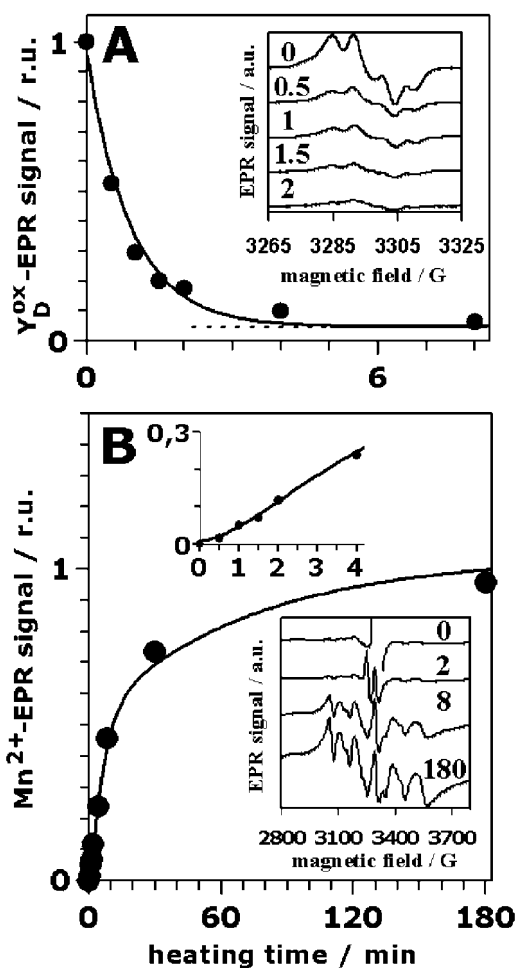 A
Y_D^ox-EPR signal / r.u.
1
0
0 6
EPR signal / a.u.
0
0.5
1
1.5
2
3265 3285 3305 3325
magnetic field / G
B
Mn²⁺-EPR signal / r.u.
1
0
0,3
0
0 1 2 3 4
EPR signal / a.u.
0
2
8
180
2800 3100 3400 3700
magnetic field / G
0 60 120 180
heating time / min